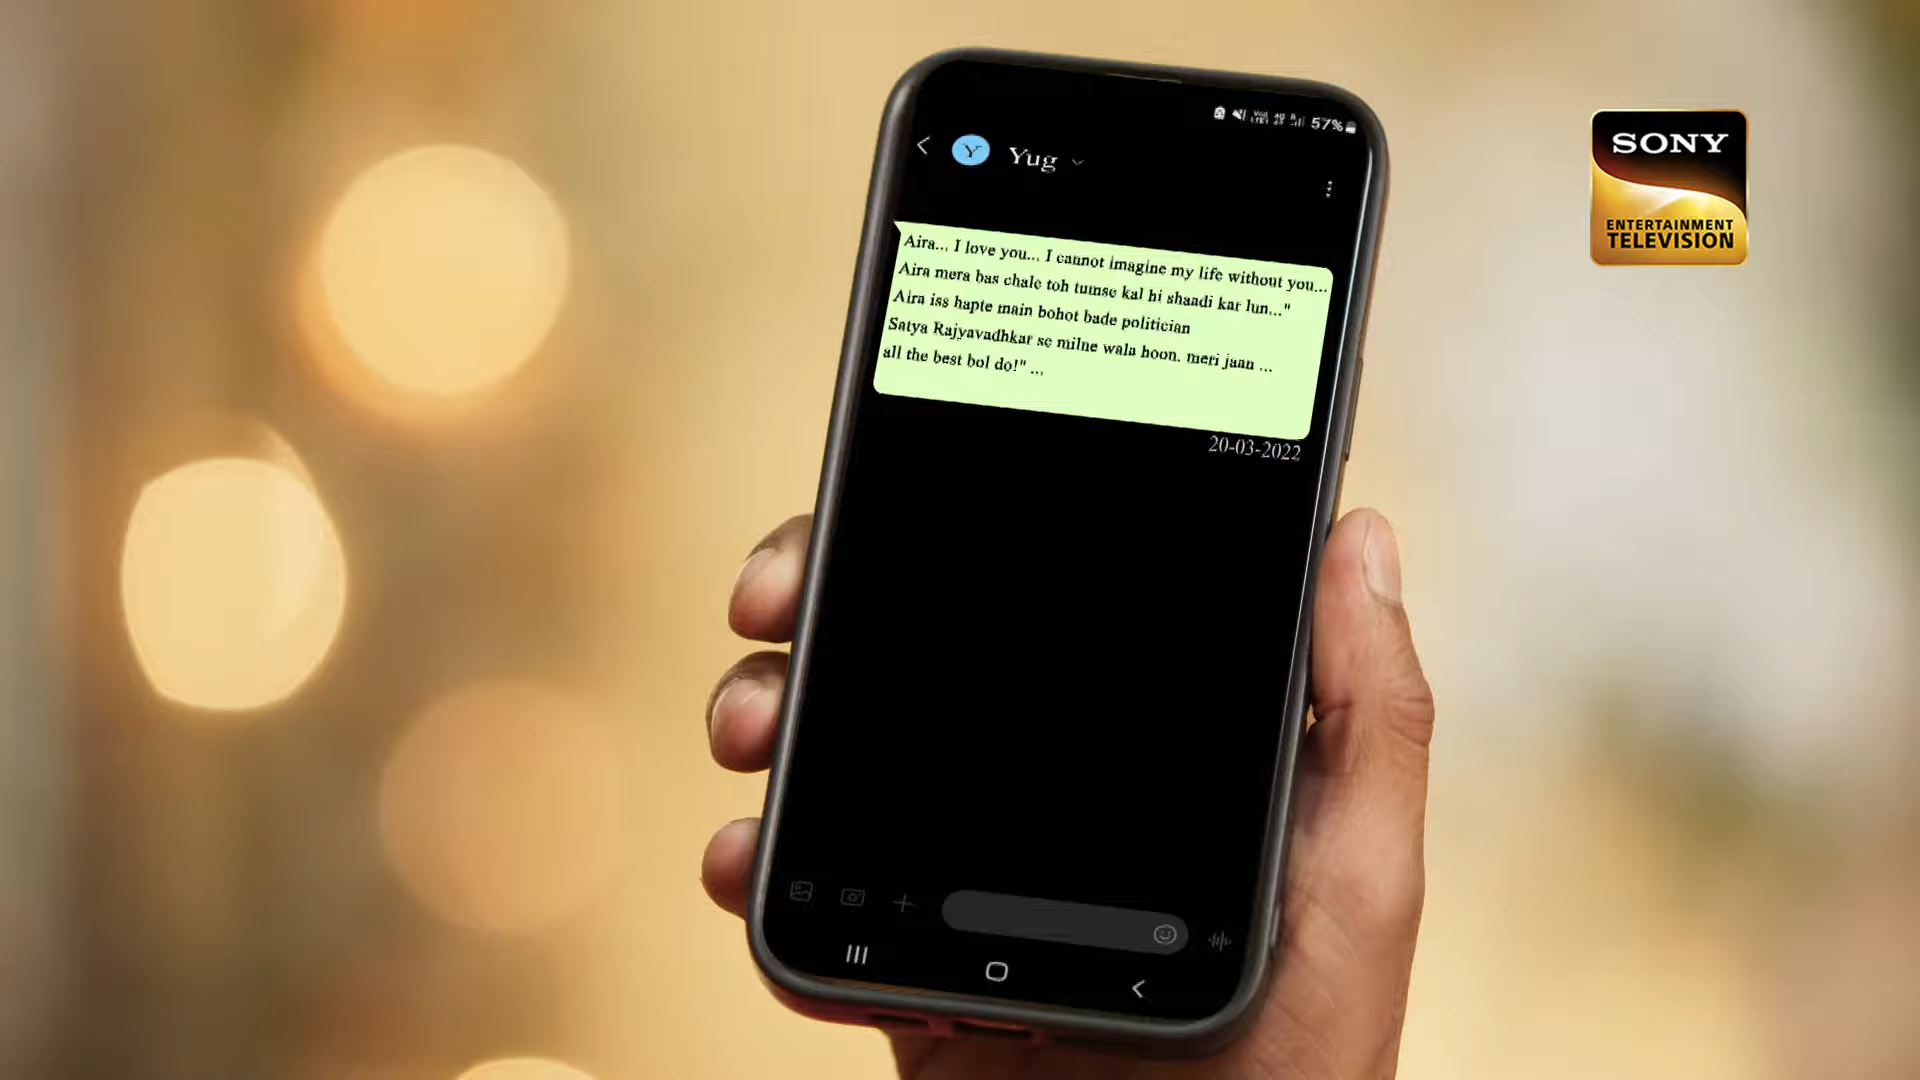 57%
Y
Yug
Aira... I love you... I cannot imagine my life without you...
Aira mera bas chale toh tumse kal hi shaadi kar lun..."
Aira iss hapte main bohot bade politician
Satya Rajyavadhkar se milne wala hoon. meri jaan ...
all the best bol do!" ...
20-03-2022
SONY
ENTERTAINMENT
TELEVISION